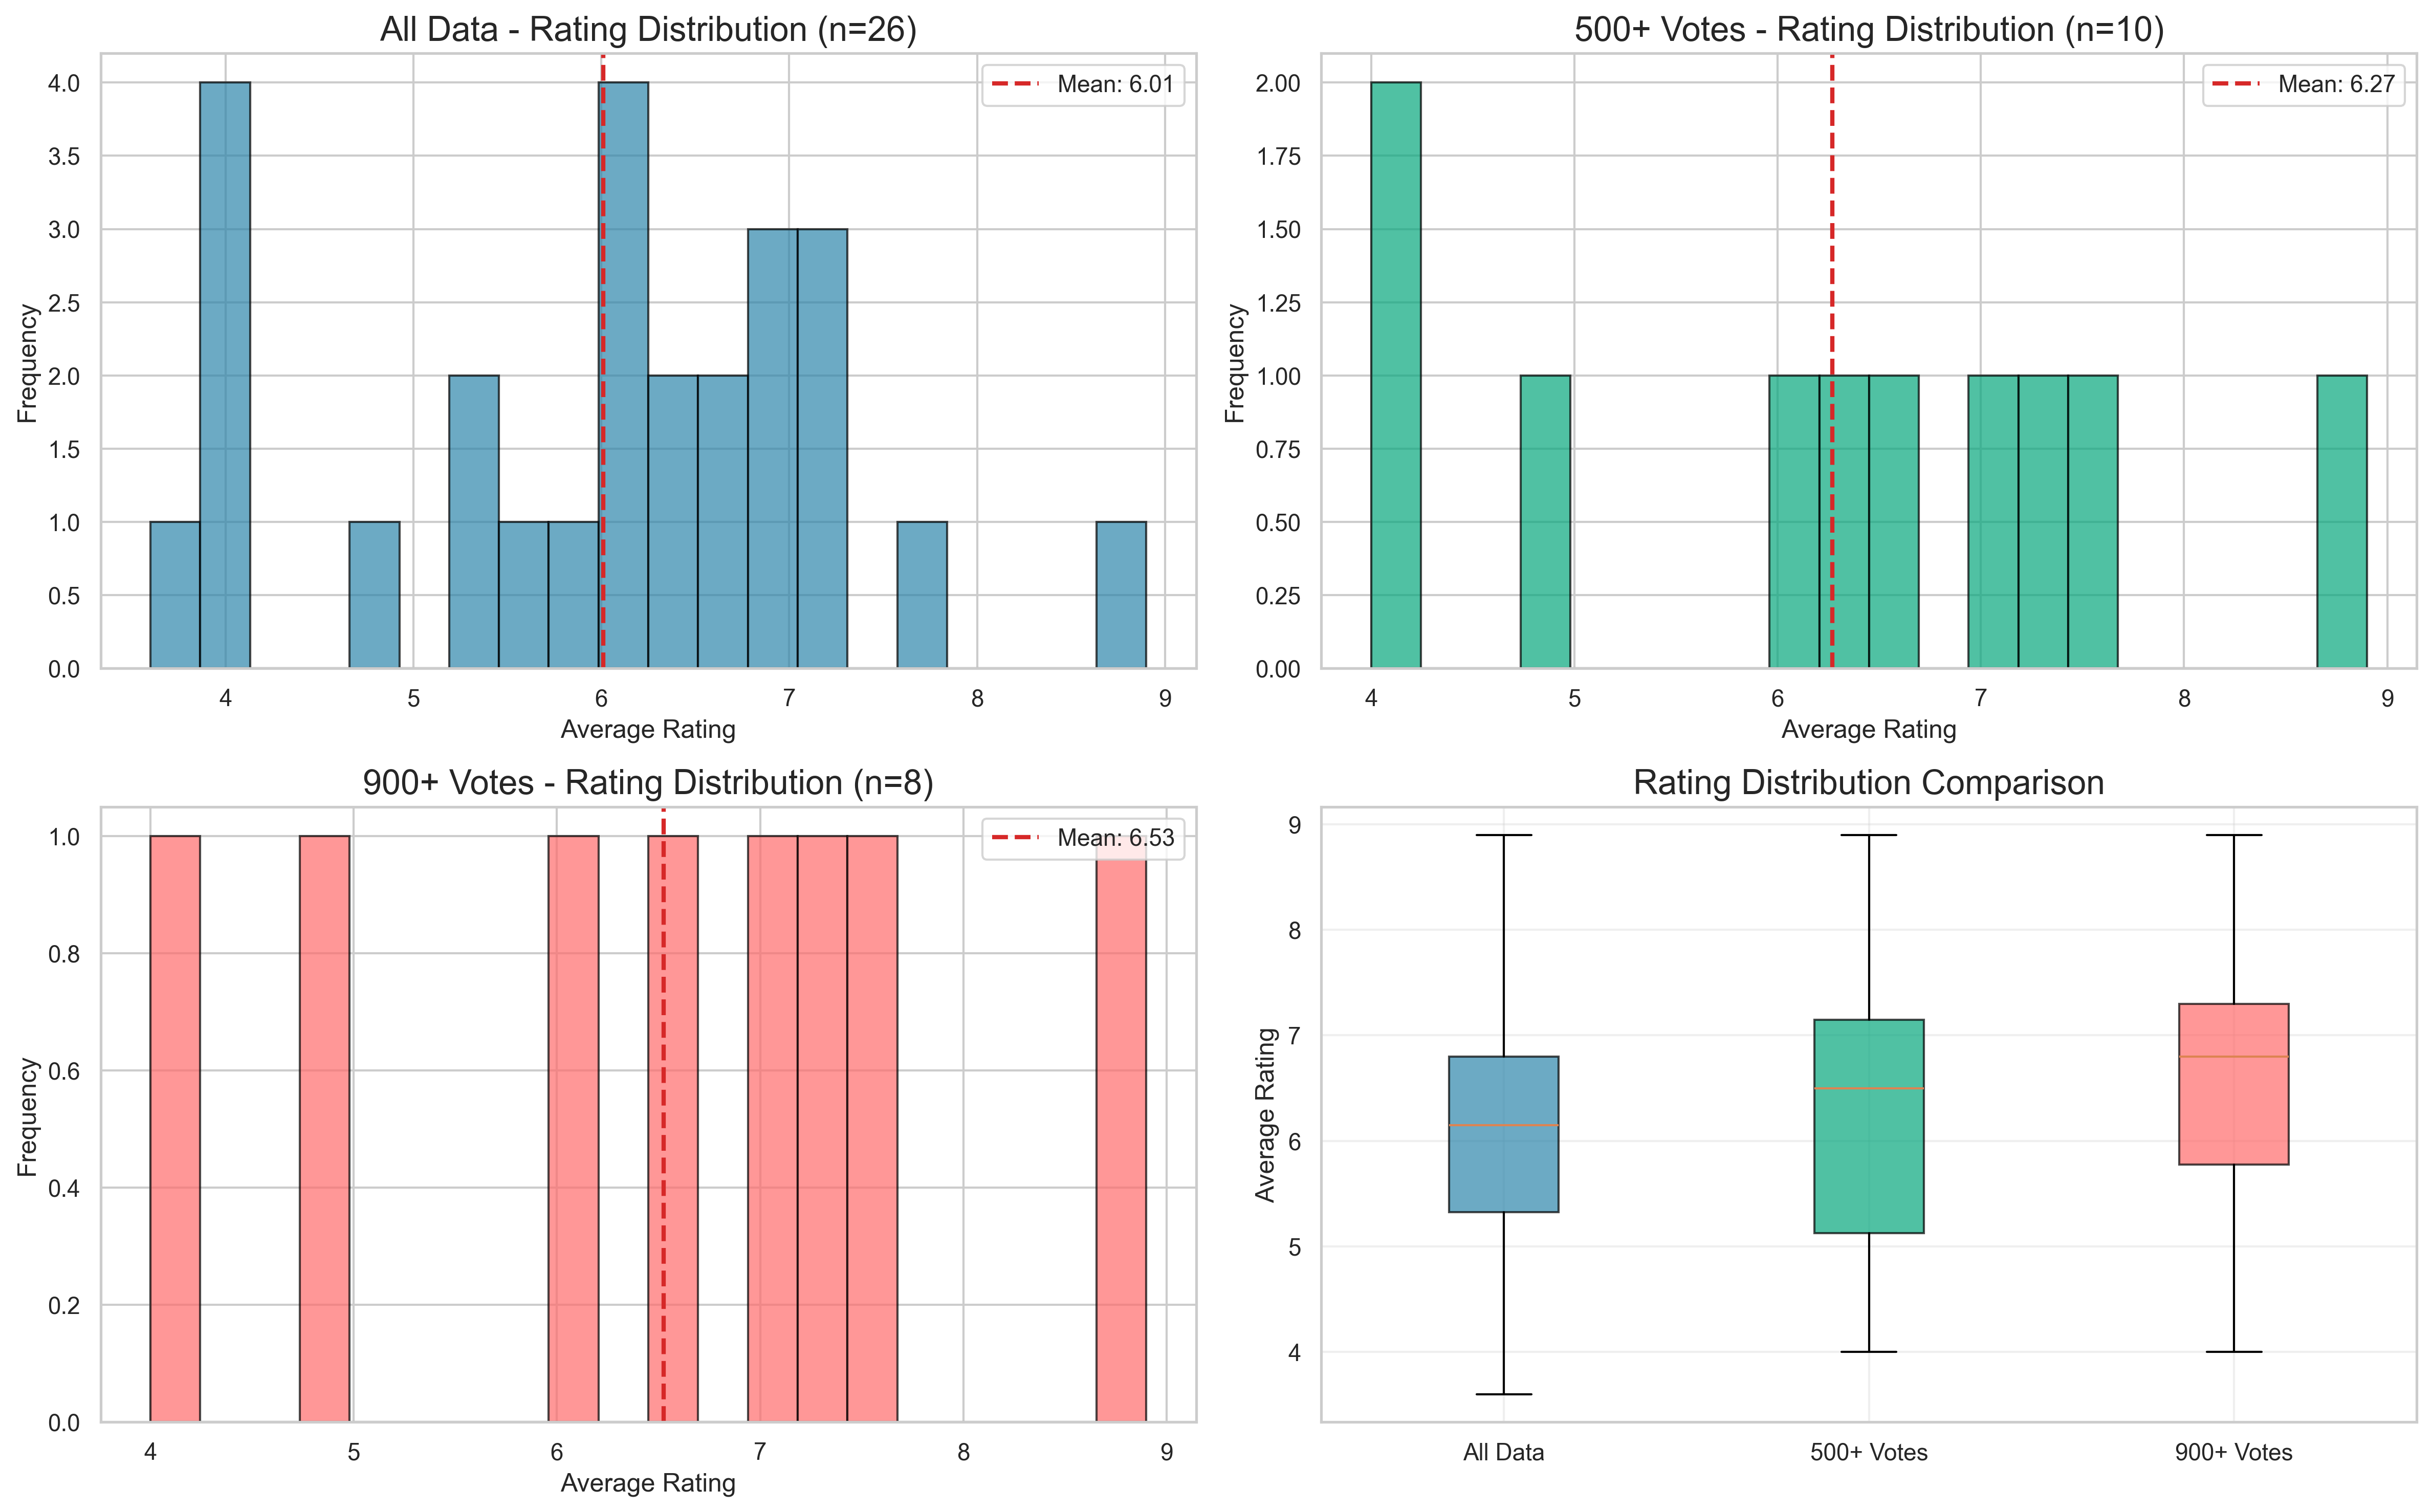 All Data - Rating Distribution (n=26)
Mean: 6.01
Frequency
4.0
3.5
3.0
2.5
2.0
1.5
1.0
0.5
0.0
4 5 6 7 8 9
Average Rating
500+ Votes - Rating Distribution (n=10)
Mean: 6.27
Frequency
2.00
1.75
1.50
1.25
1.00
0.75
0.50
0.25
0.00
4 5 6 7 8 9
Average Rating
900+ Votes - Rating Distribution (n=8)
Mean: 6.53
Frequency
1.0
0.8
0.6
0.4
0.2
0.0
4 5 6 7 8 9
Average Rating
Rating Distribution Comparison
Average Rating
9
8
7
6
5
4
All Data 500+ Votes 900+ Votes